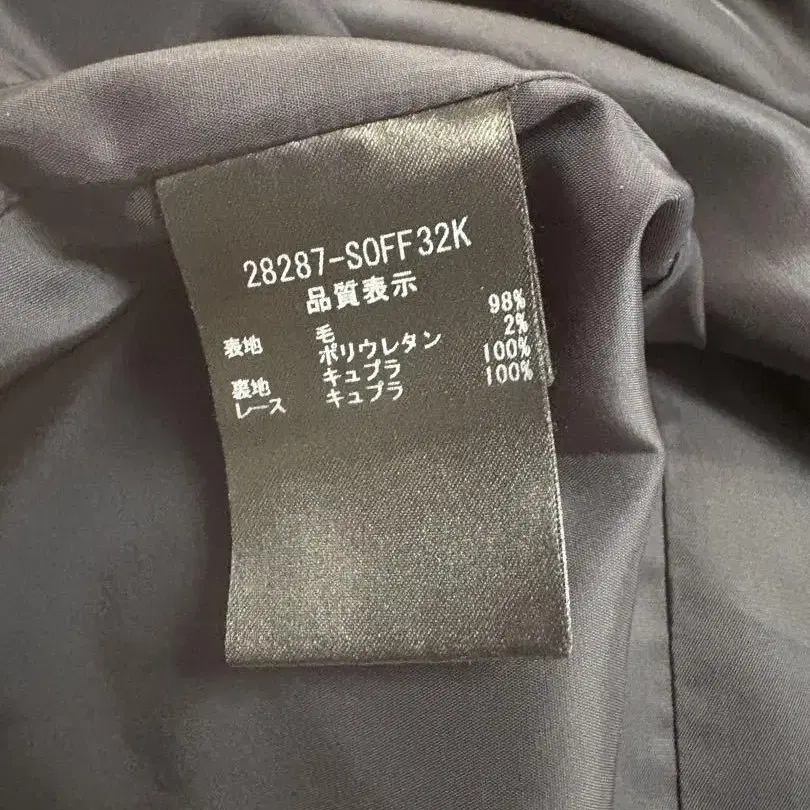 28287-SOFF32K
品質表示
表地 毛 98%
ポリウレタン 2%
裏地 キュプラ 100%
レース キュプラ 100%